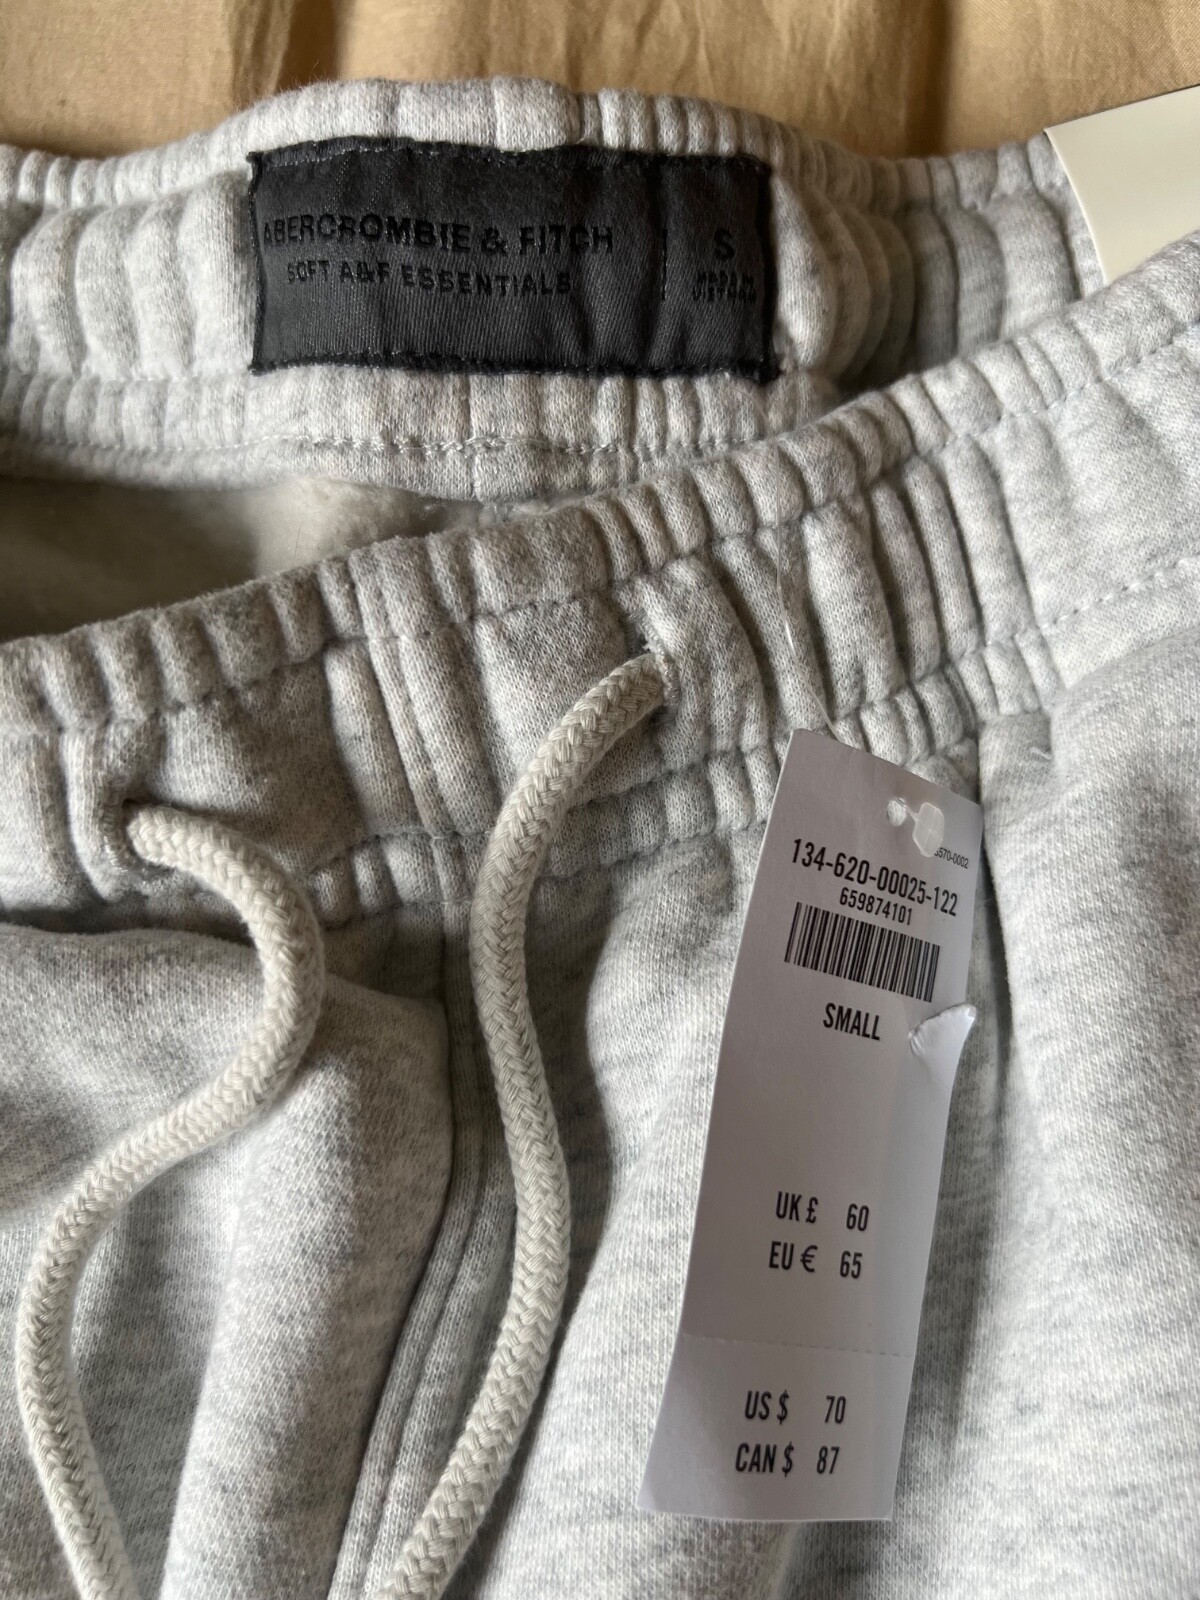 ABERCROMBIE & FITCH
SOFT A&F ESSENTIALS
S
134-620-00025-122
659874101
SMALL
UK £ 60
EU € 65
US $ 70
CAN $ 87